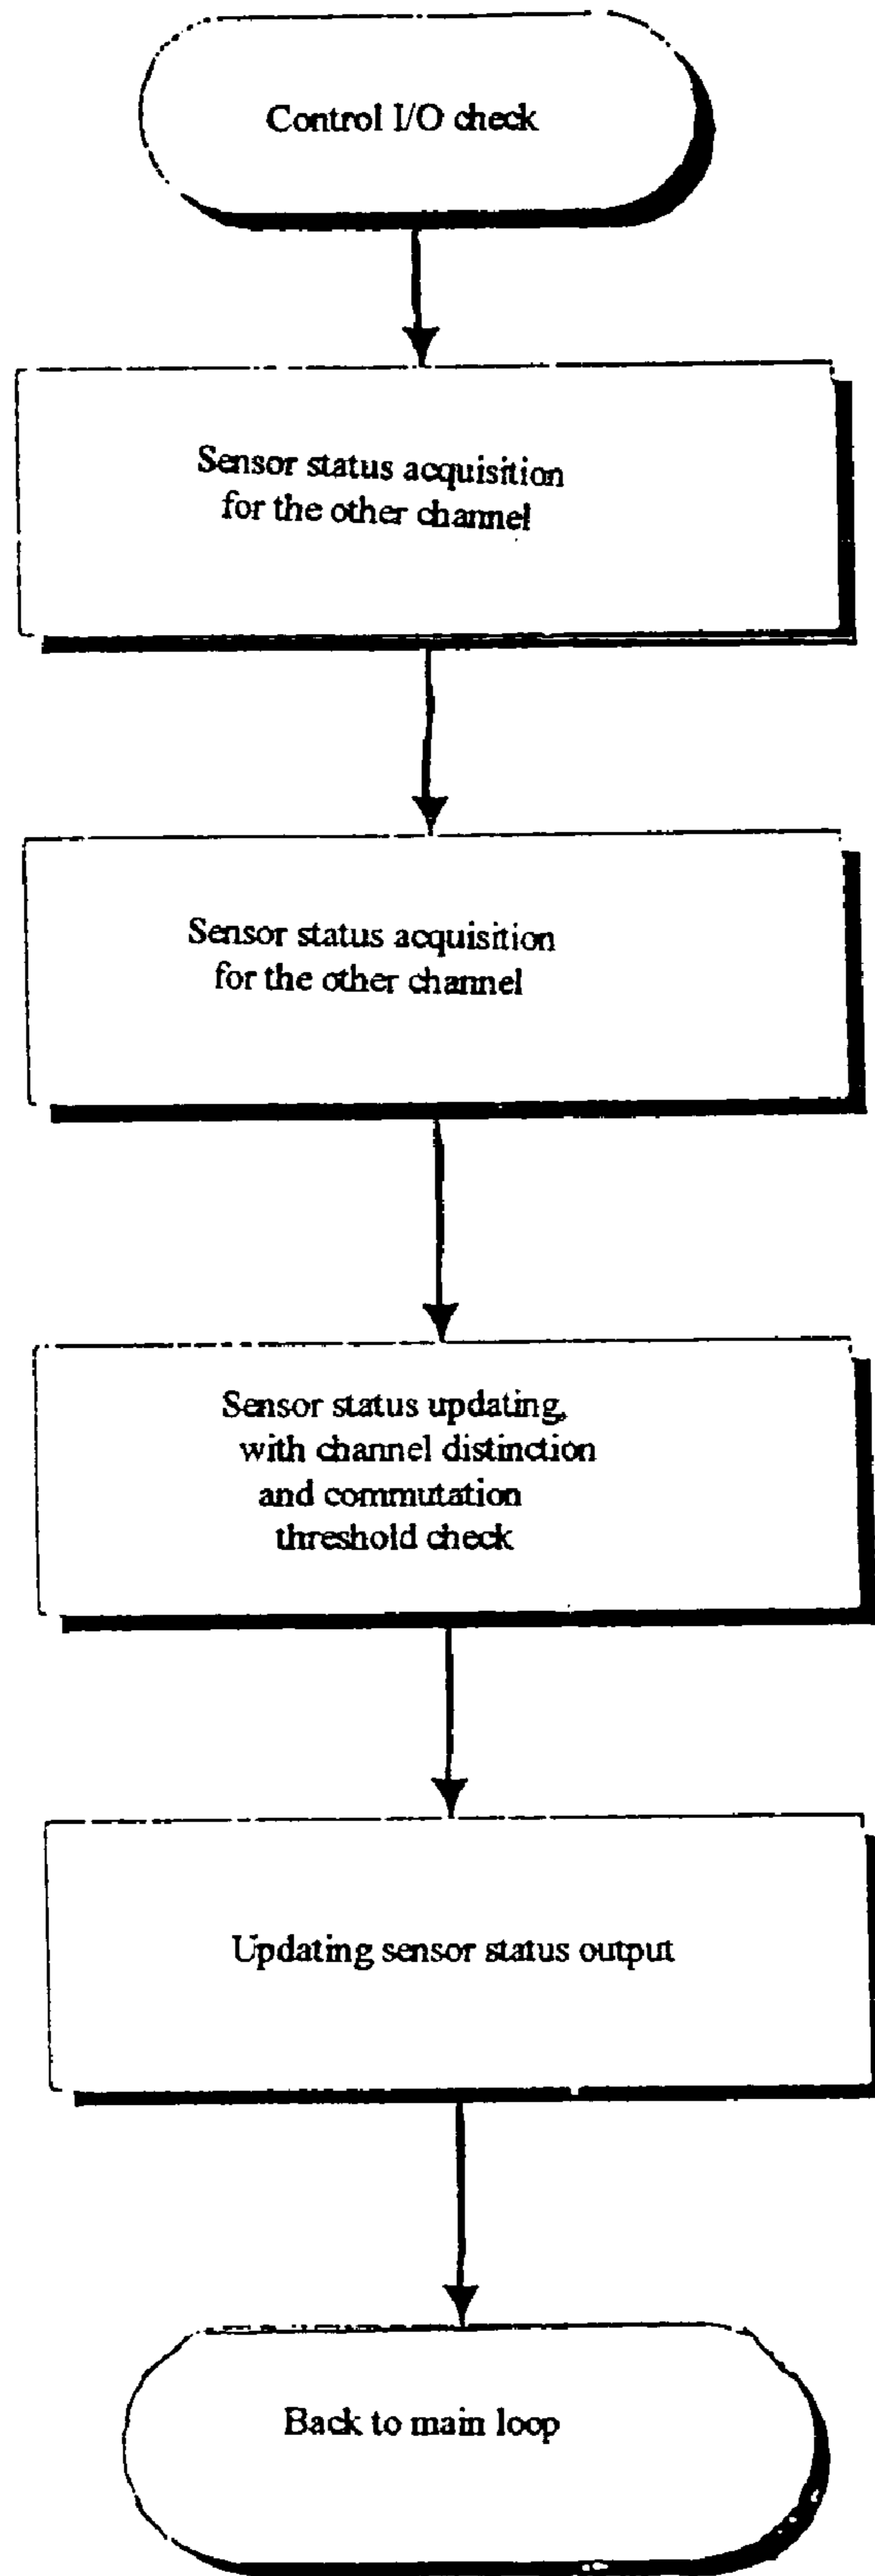 Control I/O check
Sensor status acquisition
for the other channel
Sensor status acquisition
for the other channel
Sensor status updating,
with channel distinction
and commutation
threshold check
Updating sensor status output
Back to main loop